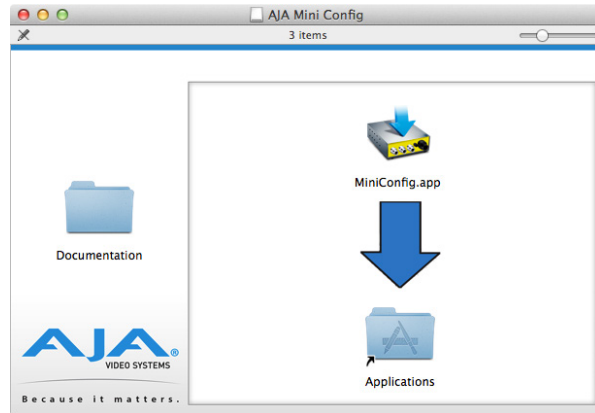 AJA Mini Config
3 items
MiniConfig.app
Documentation
Applications
AJA®
VIDEO SYSTEMS
Because it matters.